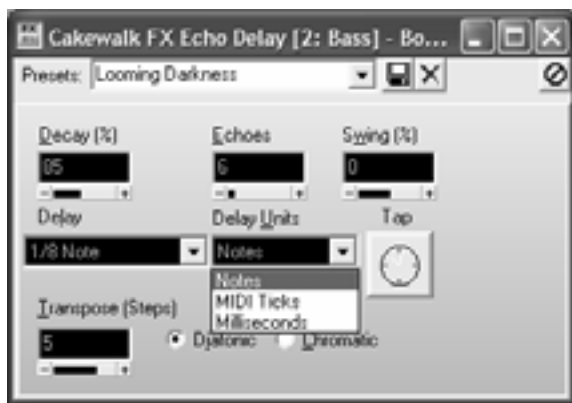 Cakewalk FX Echo Delay [2: Bass] - Bo...
Presets: Looming Darkness
Decay (%) Echoes Swing (%)
85 6 0
Delay Delay Units Tap
1/8 Note Notes
Notes
MIDI Ticks
Milliseconds
Transpose (Steps)
5 Diatonic Chromatic